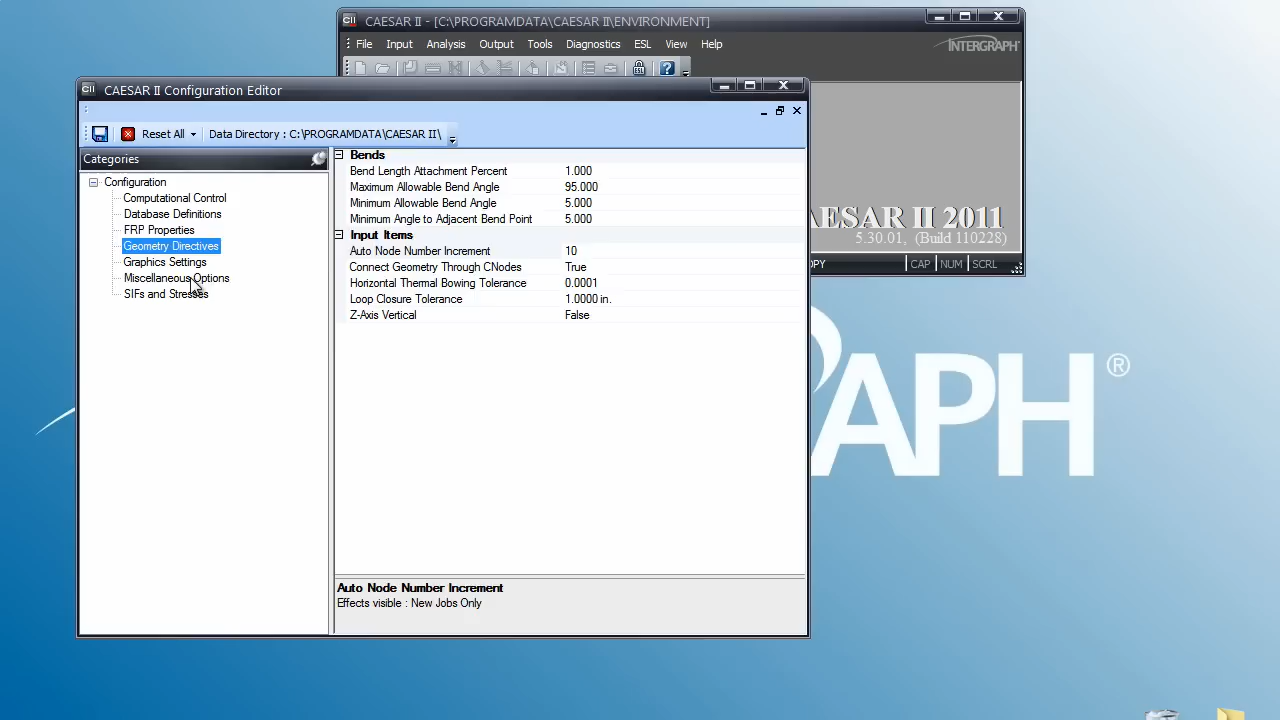 CII CAESAR II - [C:\PROGRAMDATA\CAESAR II\ENVIRONMENT]
File Input Analysis Output Tools Diagnostics ESL View Help
INTERGRAPH
CII CAESAR II Configuration Editor
Reset All Data Directory : C:\PROGRAMDATA\CAESAR II\
Categories
Configuration
Computational Control
Database Definitions
FRP Properties
Geometry Directives
Graphics Settings
Miscellaneous Options
SIFs and Stresses
Bends
Bend Length Attachment Percent 1.000
Maximum Allowable Bend Angle 95.000
Minimum Allowable Bend Angle 5.000
Minimum Angle to Adjacent Bend Point 5.000
Input Items
Auto Node Number Increment 10
Connect Geometry Through CNodes True
Horizontal Thermal Bowing Tolerance 0.0001
Loop Closure Tolerance 1.0000 in.
Z-Axis Vertical False
Auto Node Number Increment
Effects visible : New Jobs Only
AESAR II 2011
5.30.01, (Build 110228)
OPY CAP NUM SCRL
APH®